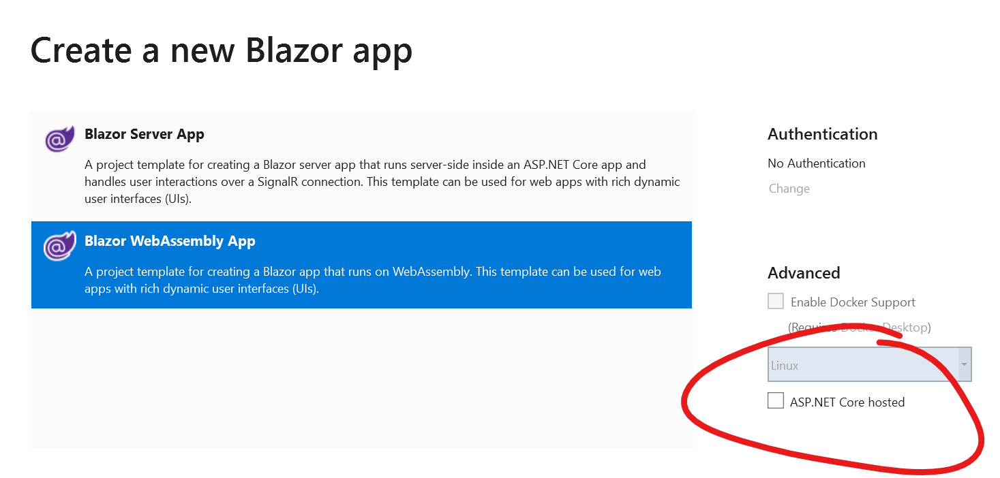 Create a new Blazor app
Blazor Server App
A project template for creating a Blazor server app that runs server-side inside an ASP.NET Core app and
handles user interactions over a SignalR connection. This template can be used for web apps with rich dynamic
user interfaces (UIs).
Blazor WebAssembly App
A project template for creating a Blazor app that runs on WebAssembly. This template can be used for web
apps with rich dynamic user interfaces (UIs).
Authentication
No Authentication
Change
Advanced
Enable Docker Support
(Requires Docker Desktop)
Linux
ASP.NET Core hosted